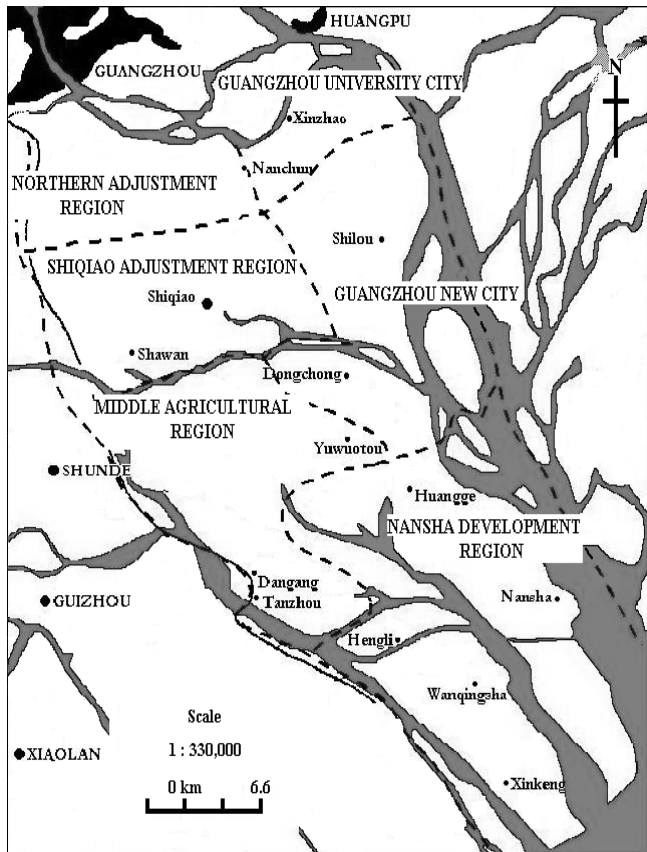 HUANGPU
GUANGZHOU
GUANGZHOU UNIVERSITY CITY
N
Xinzhao
Nanchun
NORTHERN ADJUSTMENT
REGION
Shilou
SHIQIAO ADJUSTMENT REGION
GUANGZHOU NEW CITY
Shiqiao
Shawan
Dongchong
MIDDLE AGRICULTURAL
REGION
Yuwuotou
SHUNDE
Huangge
NANSHA DEVELOPMENT
REGION
Dangang
Tanzhou
Nansha
GUIZHOU
Hengli
Wanqingsha
Scale
1 : 330,000
XIAOLAN
0 km 6.6
Xinkeng